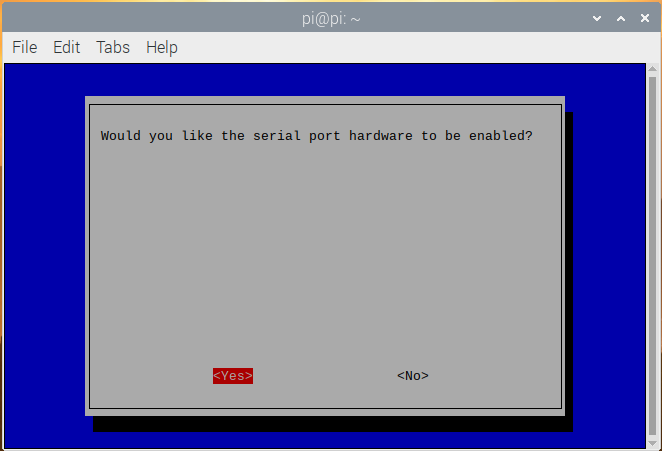 pi@pi: ~
File Edit Tabs Help
Would you like the serial port hardware to be enabled?
<Yes> <No>